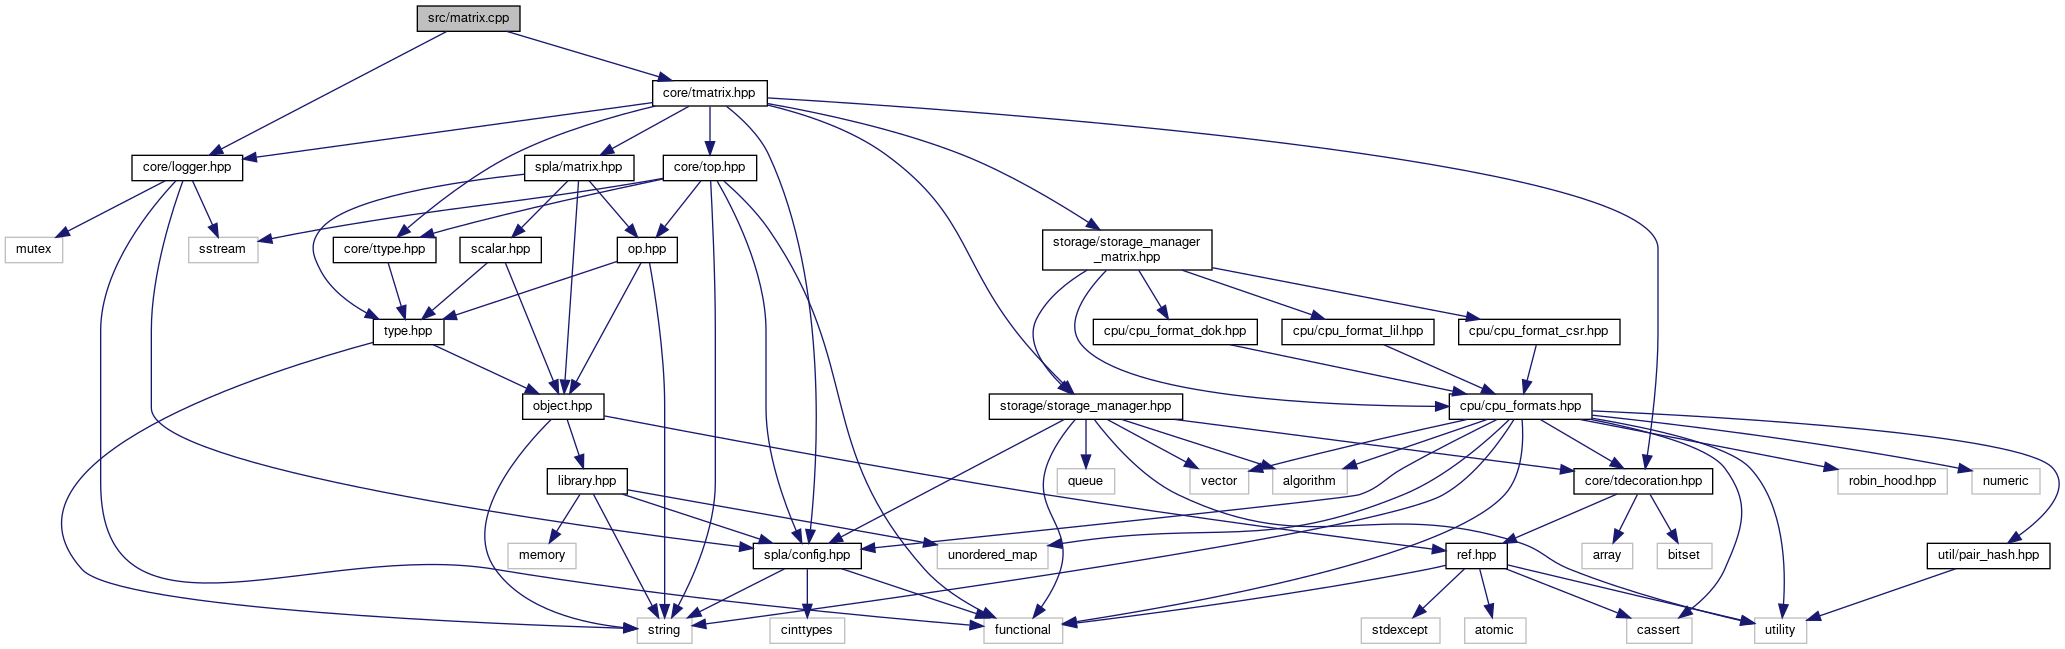 src/matrix.cpp
core/tmatrix.hpp
core/logger.hpp
spla/matrix.hpp
core/top.hpp
mutex
sstream
core/ttype.hpp
scalar.hpp
op.hpp
storage/storage_manager
_matrix.hpp
type.hpp
cpu/cpu_format_dok.hpp
cpu/cpu_format_lil.hpp
cpu/cpu_format_csr.hpp
object.hpp
storage/storage_manager.hpp
cpu/cpu_formats.hpp
library.hpp
queue
vector
algorithm
core/tdecoration.hpp
robin_hood.hpp
numeric
memory
spla/config.hpp
unordered_map
ref.hpp
array
bitset
util/pair_hash.hpp
string
cinttypes
functional
stdexcept
atomic
cassert
utility